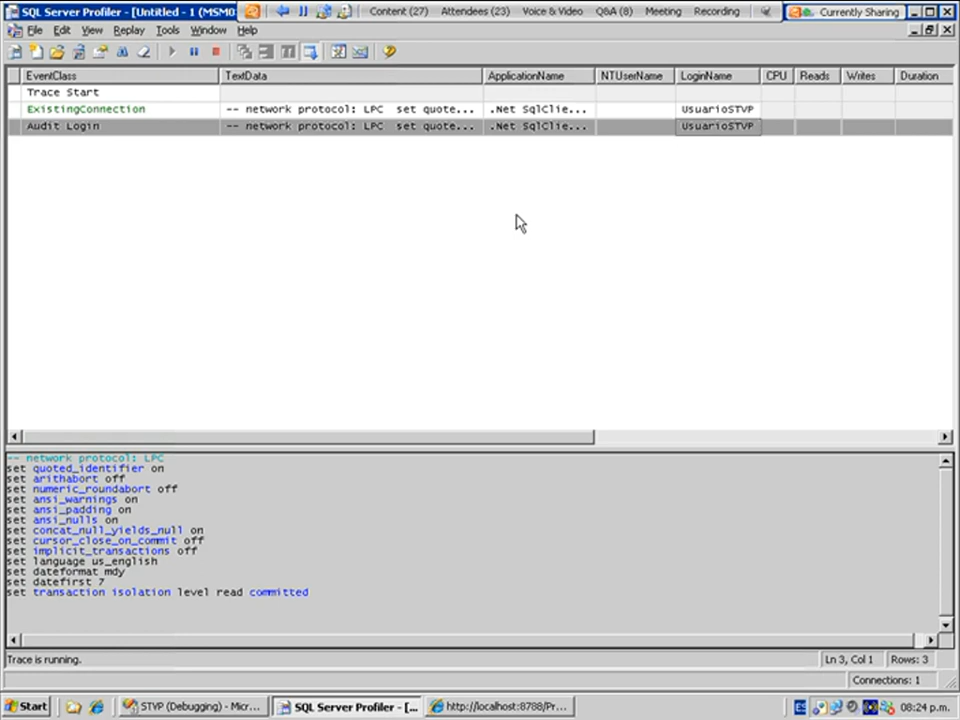 SQL Server Profiler - [Untitled - 1 (MSM0
Content (27) Attendees (23) Voice & Video Q&A (8) Meeting Recording Currently Sharing
File Edit View Replay Tools Window Help
EventClass TextData ApplicationName NTUserName LoginName CPU Reads Writes Duration
Trace Start
ExistingConnection -- network protocol: LPC set quote... .Net SqlClie... UsuarioSTVP
Audit Login -- network protocol: LPC set quote... .Net SqlClie... UsuarioSTVP
-- network protocol: LPC
set quoted_identifier on
set arithabort off
set numeric_roundabort off
set ansi_warnings on
set ansi_padding on
set ansi_nulls on
set concat_null_yields_null on
set cursor_close_on_commit off
set implicit_transactions off
set language us_english
set dateformat mdy
set datefirst 7
set transaction isolation level read committed
Trace is running. Ln 3, Col 1 Rows: 3
Connections: 1
Start STVP (Debugging) - Micr... SQL Server Profiler - [... http://localhost:8788/Pr... ES 08:24 p.m.